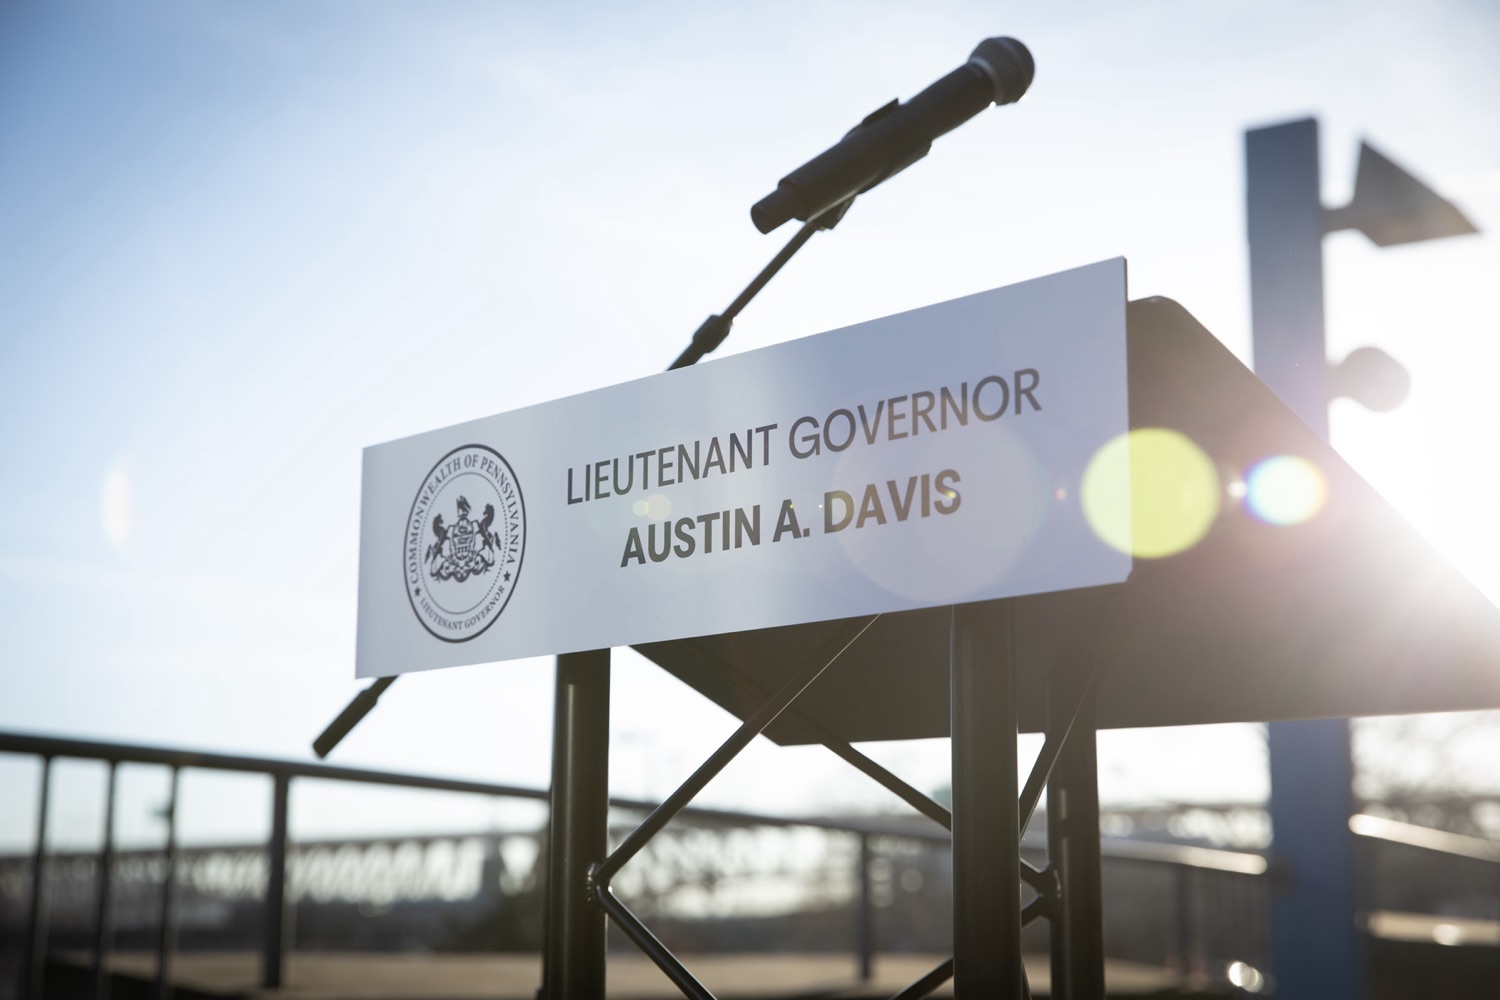 COMMONWEALTH OF PENNSYLVANIA
LIEUTENANT GOVERNOR
LIEUTENANT GOVERNOR
AUSTIN A. DAVIS